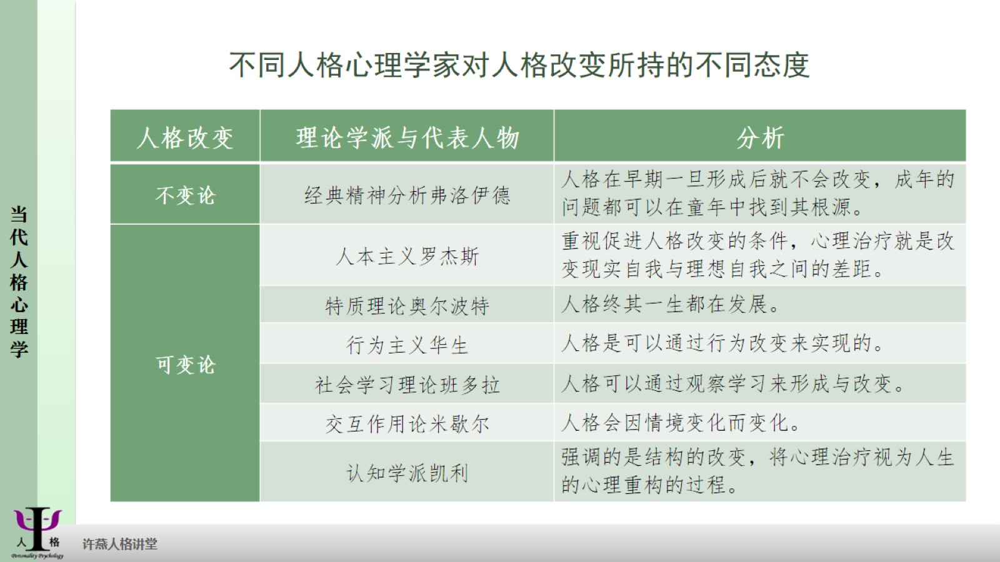 不同人格心理学家对人格改变所持的不同态度
人格改变
理论学派与代表人物
分析
不变论
经典精神分析弗洛伊德
人格在早期一旦形成后就不会改变，成年的
问题都可以在童年中找到其根源。
可变论
人本主义罗杰斯
重视促进人格改变的条件，心理治疗就是改
变现实自我与理想自我之间的差距。
特质理论奥尔波特
人格终其一生都在发展。
行为主义华生
人格是可以通过行为改变来实现的。
社会学习理论班多拉
人格可以通过观察学习来形成与改变。
交互作用论米歇尔
人格会因情境变化而变化。
认知学派凯利
强调的是结构的改变，将心理治疗视为人生
的心理重构的过程。
当代人格心理学
人 格
Personality Psychology
许燕人格讲堂